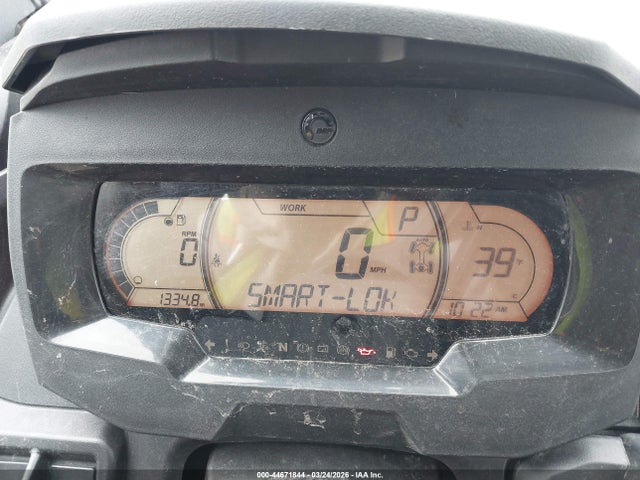 BRP
WORK
P
RPM
0
0
MPH
39°F
1334.8
SMART-LOK
10:22 AM
N
000-44671844 | 03/24/2026 | IAA, Inc.